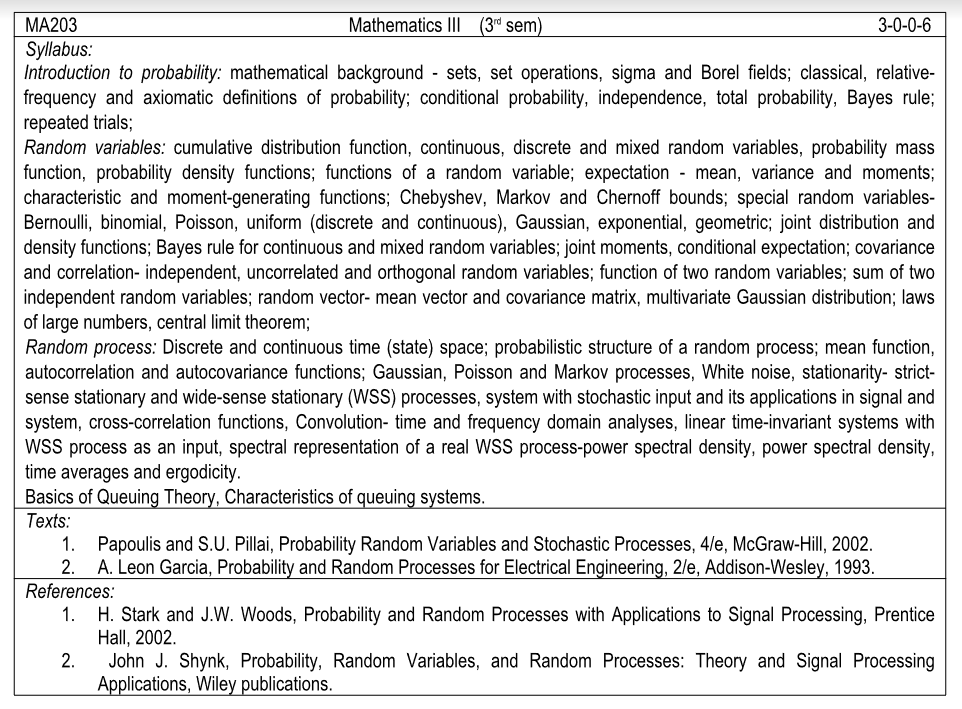 MA203 Mathematics III (3rd sem) 3-0-0-6
Syllabus:
Introduction to probability: mathematical background - sets, set operations, sigma and Borel fields; classical, relative-
frequency and axiomatic definitions of probability; conditional probability, independence, total probability, Bayes rule;
repeated trials;
Random variables: cumulative distribution function, continuous, discrete and mixed random variables, probability mass
function, probability density functions; functions of a random variable; expectation - mean, variance and moments;
characteristic and moment-generating functions; Chebyshev, Markov and Chernoff bounds; special random variables-
Bernoulli, binomial, Poisson, uniform (discrete and continuous), Gaussian, exponential, geometric; joint distribution and
density functions; Bayes rule for continuous and mixed random variables; joint moments, conditional expectation; covariance
and correlation- independent, uncorrelated and orthogonal random variables; function of two random variables; sum of two
independent random variables; random vector- mean vector and covariance matrix, multivariate Gaussian distribution; laws
of large numbers, central limit theorem;
Random process: Discrete and continuous time (state) space; probabilistic structure of a random process; mean function,
autocorrelation and autocovariance functions; Gaussian, Poisson and Markov processes, White noise, stationarity- strict-
sense stationary and wide-sense stationary (WSS) processes, system with stochastic input and its applications in signal and
system, cross-correlation functions, Convolution- time and frequency domain analyses, linear time-invariant systems with
WSS process as an input, spectral representation of a real WSS process-power spectral density, power spectral density,
time averages and ergodicity.
Basics of Queuing Theory, Characteristics of queuing systems.
Texts:
1. Papoulis and S.U. Pillai, Probability Random Variables and Stochastic Processes, 4/e, McGraw-Hill, 2002.
2. A. Leon Garcia, Probability and Random Processes for Electrical Engineering, 2/e, Addison-Wesley, 1993.
References:
1. H. Stark and J.W. Woods, Probability and Random Processes with Applications to Signal Processing, Prentice
Hall, 2002.
2. John J. Shynk, Probability, Random Variables, and Random Processes: Theory and Signal Processing
Applications, Wiley publications.